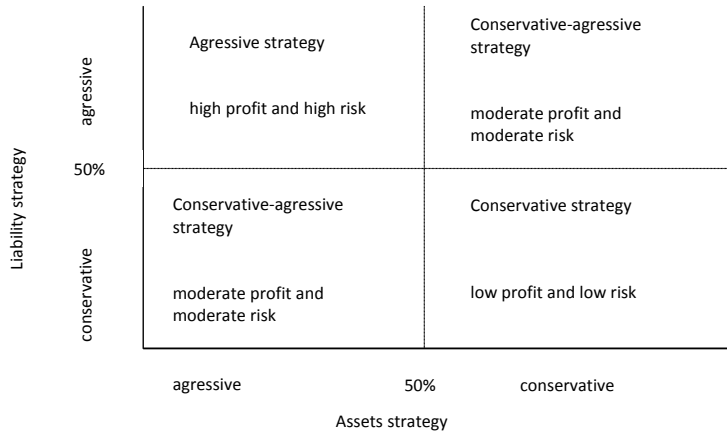 Agressive strategy
high profit and high risk
Conservative-agressive
strategy
moderate profit and
moderate risk
agressive
50%
Liability strategy
conservative
Conservative-agressive
strategy
moderate profit and
moderate risk
Conservative strategy
low profit and low risk
agressive
50%
conservative
Assets strategy